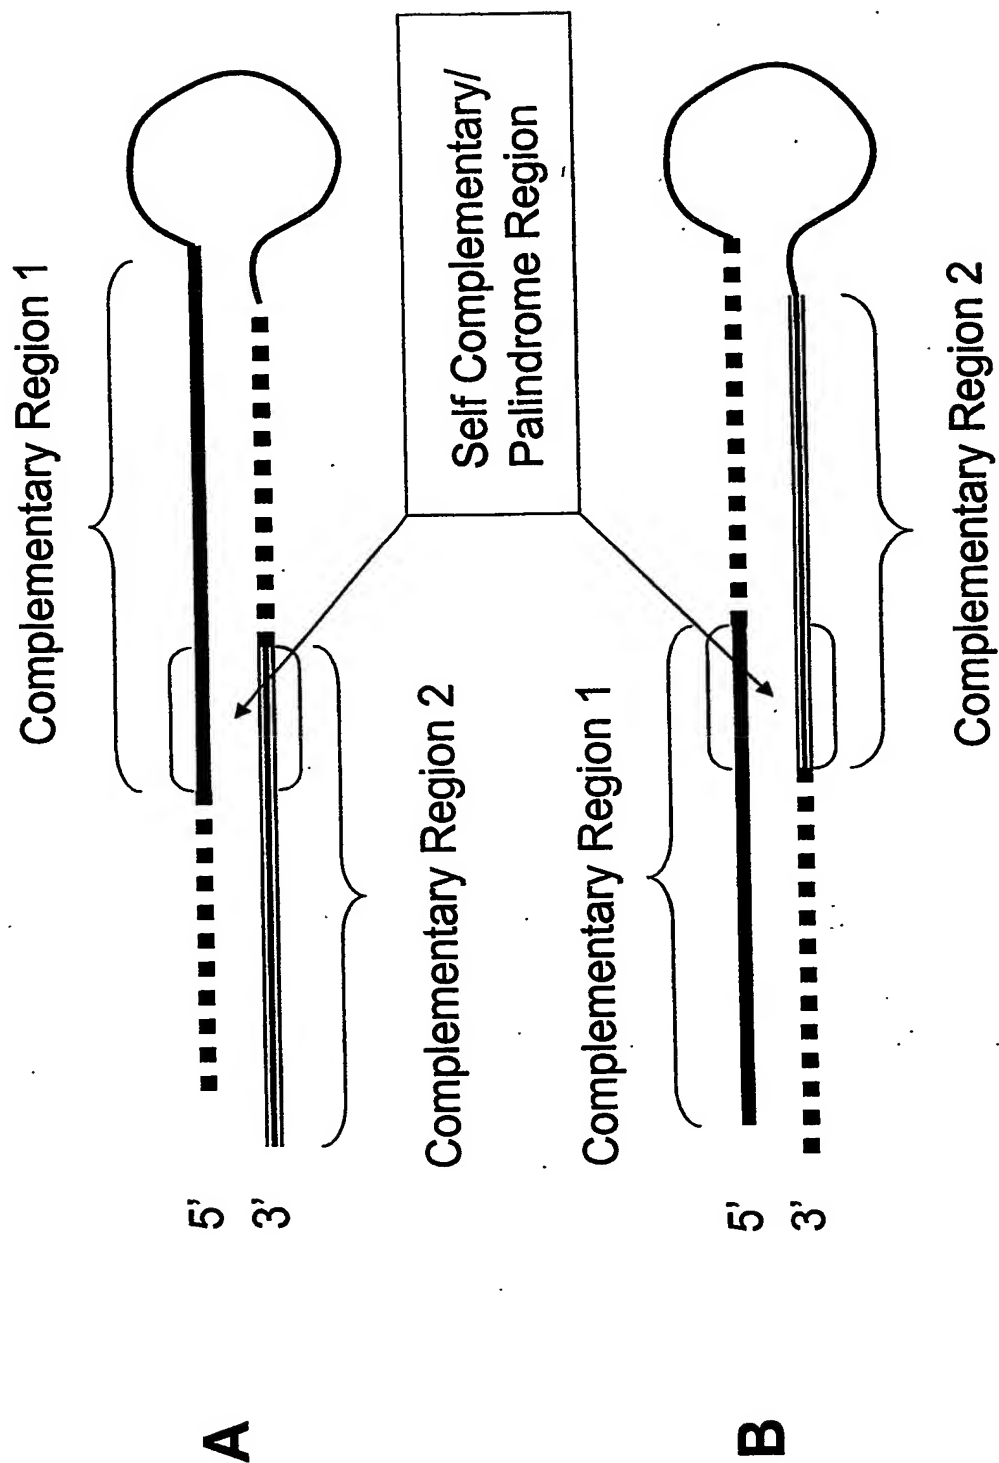 A
5'
3'
Complementary Region 1
Complementary Region 2
Self Complementary/
Palindrome Region
B
5'
3'
Complementary Region 1
Complementary Region 2